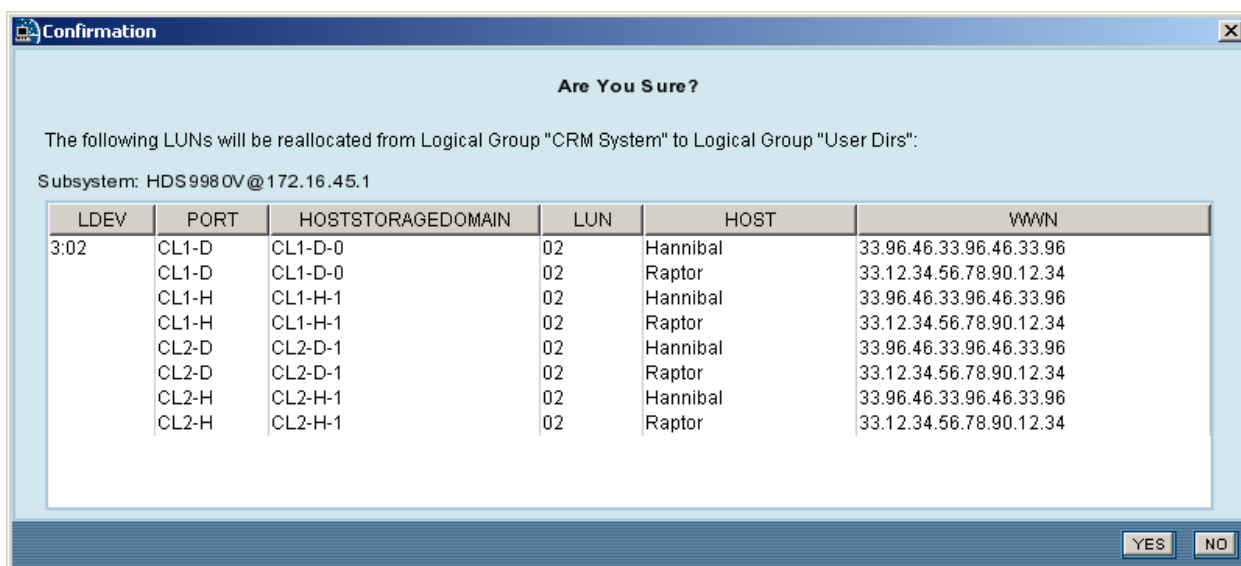 Confirmation
Are You Sure?
The following LUNs will be reallocated from Logical Group "CRM System" to Logical Group "User Dirs":
Subsystem: HDS9980V@172.16.45.1
LDEV PORT HOSTSTORAGEDOMAIN LUN HOST WWN
3:02 CL1-D CL1-D-0 02 Hannibal 33.96.46.33.96.46.33.96
CL1-D CL1-D-0 02 Raptor 33.12.34.56.78.90.12.34
CL1-H CL1-H-1 02 Hannibal 33.96.46.33.96.46.33.96
CL1-H CL1-H-1 02 Raptor 33.12.34.56.78.90.12.34
CL2-D CL2-D-1 02 Hannibal 33.96.46.33.96.46.33.96
CL2-D CL2-D-1 02 Raptor 33.12.34.56.78.90.12.34
CL2-H CL2-H-1 02 Hannibal 33.96.46.33.96.46.33.96
CL2-H CL2-H-1 02 Raptor 33.12.34.56.78.90.12.34
YES NO